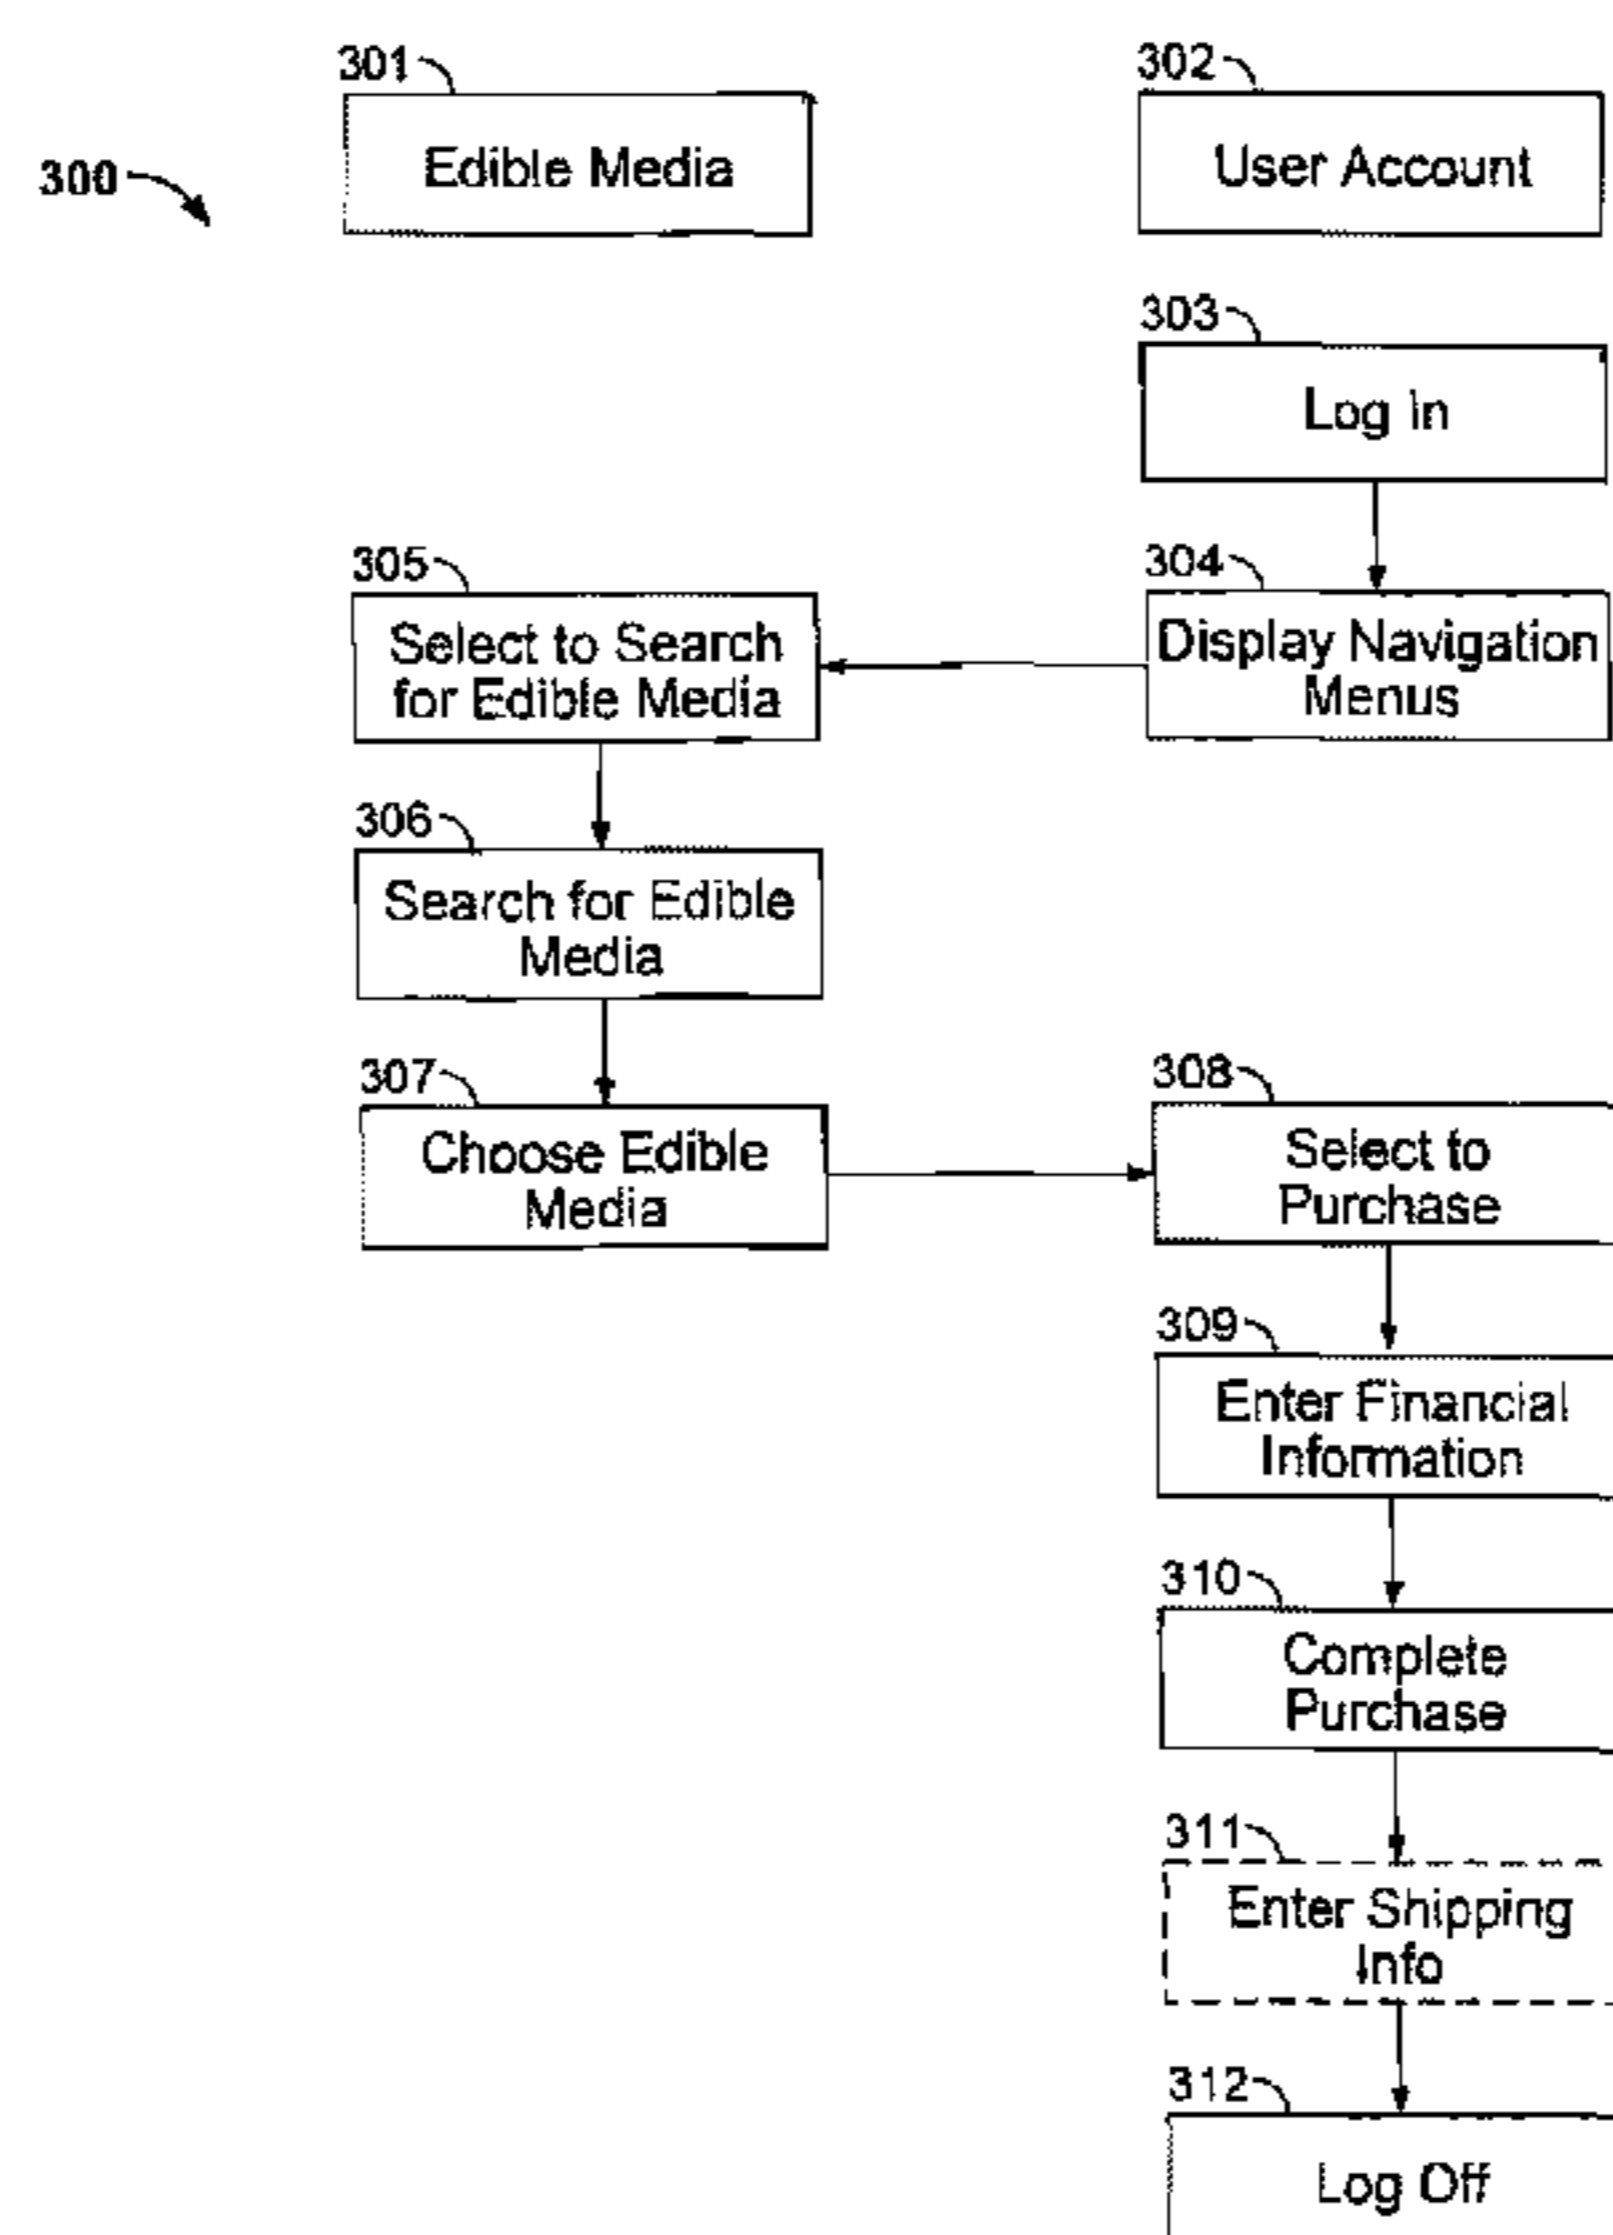 301
302
300
Edible Media
User Account
303
Log In
305
304
Select to Search
for Edible Media
Display Navigation
Menus
306
Search for Edible
Media
307
308
Choose Edible
Media
Select to
Purchase
309
Enter Financial
Information
310
Complete
Purchase
311
Enter Shipping
Info
312
Log Off